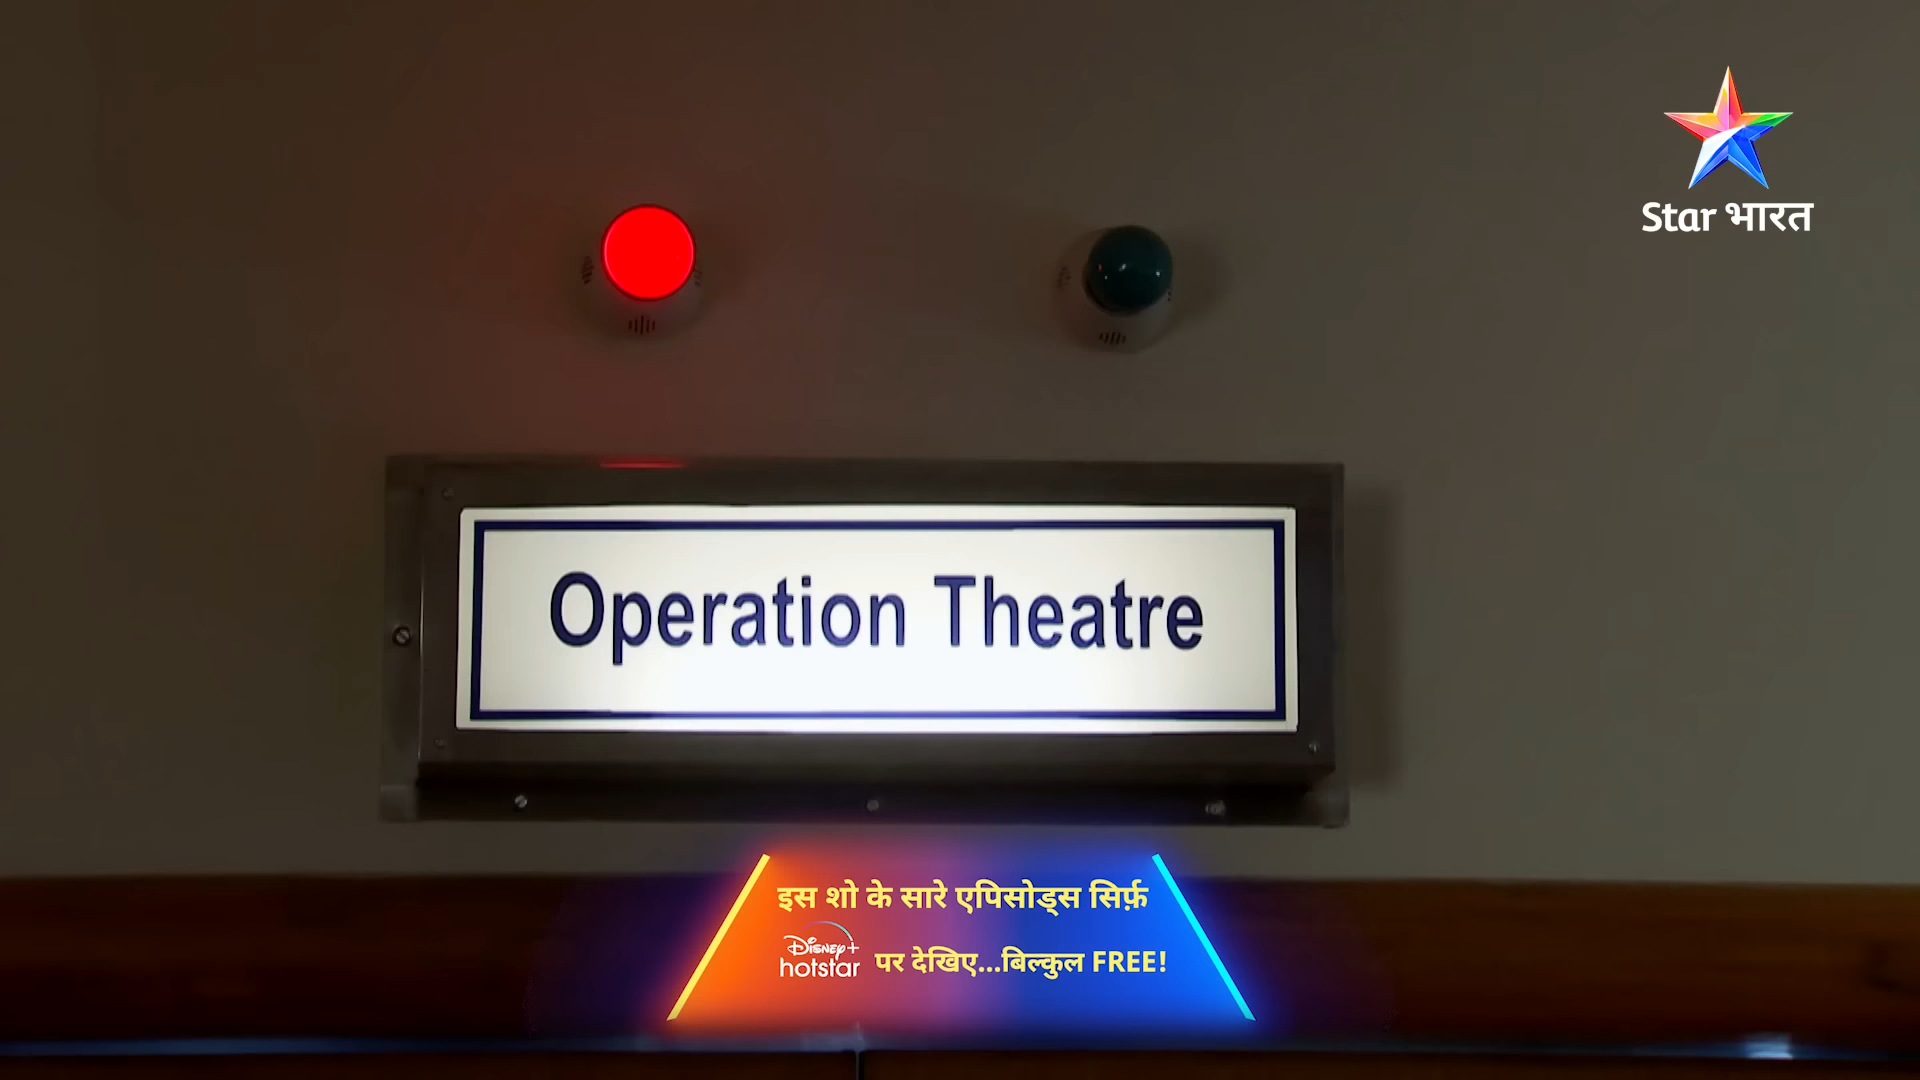 Star भारत
Operation Theatre
इस शो के सारे एपिसोड्स सिर्फ़
Disney+ hotstar पर देखिए...बिल्कुल FREE!